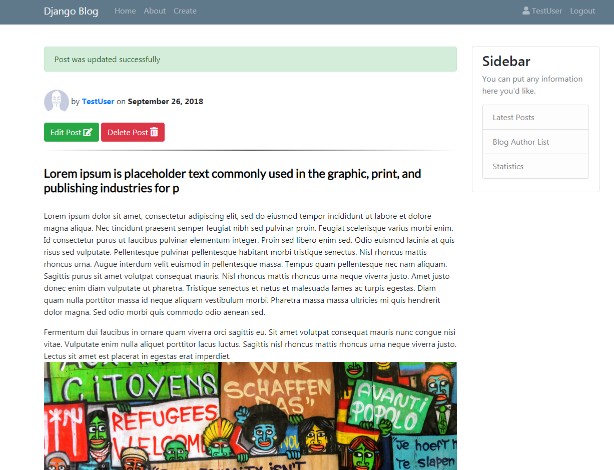 Django Blog Home About Create TestUser Logout
Post was updated successfully
by TestUser on September 26, 2018
Edit Post Delete Post
Lorem ipsum is placeholder text commonly used in the graphic, print, and
publishing industries for p
Lorem ipsum dolor sit amet, consectetur adipiscing elit, sed do eiusmod tempor incididunt ut labore et dolore
magna aliqua. Nec tincidunt praesent semper feugiat nibh sed pulvinar proin. Feugiat scelerisque varius morbi enim.
Id consectetur purus ut faucibus pulvinar elementum integer. Proin sed libero enim sed. Odio euismod lacinia at quis
risus sed vulputate. Pellentesque pulvinar pellentesque habitant morbi tristique senectus. Nisl rhoncus mattis
rhoncus urna. Augue interdum velit euismod in pellentesque massa. Tempus quam pellentesque nec nam aliquam.
Sagittis purus sit amet volutpat consequat mauris. Nisl rhoncus mattis rhoncus urna neque viverra justo. Amet justo
donec enim diam vulputate ut pharetra. Tristique senectus et netus et malesuada fames ac turpis egestas. Diam
quam nulla porttitor massa id neque aliquam vestibulum morbi. Pharetra massa massa ultricies mi quis hendrerit
dolor magna. Sed odio morbi quis commodo odio aenean sed.
Fermentum dui faucibus in ornare quam viverra orci sagittis eu. Sit amet volutpat consequat mauris nunc congue nisi
vitae. Vulputate enim nulla aliquet porttitor lacus luctus. Sagittis nisl rhoncus mattis rhoncus urna neque viverra justo.
Lectus sit amet est placerat in egestas erat imperdiet.
CITOYENS
WIR
SCHAFFEN
DAS"
AVANTI
POPOLO
REFUGEES
WELCOME
ISN'T
"JE HOEFT
te slapen
Sidebar
You can put any information
here you'd like.
Latest Posts
Blog Author List
Statistics